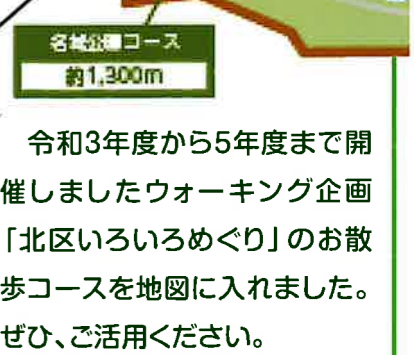 名城公園コース
約1,300m
令和3年度から5年度まで開
催しましたウォーキング企画
「北区いろいろめぐり」のお散
歩コースを地図に入れました。
ぜひ、ご活用ください。